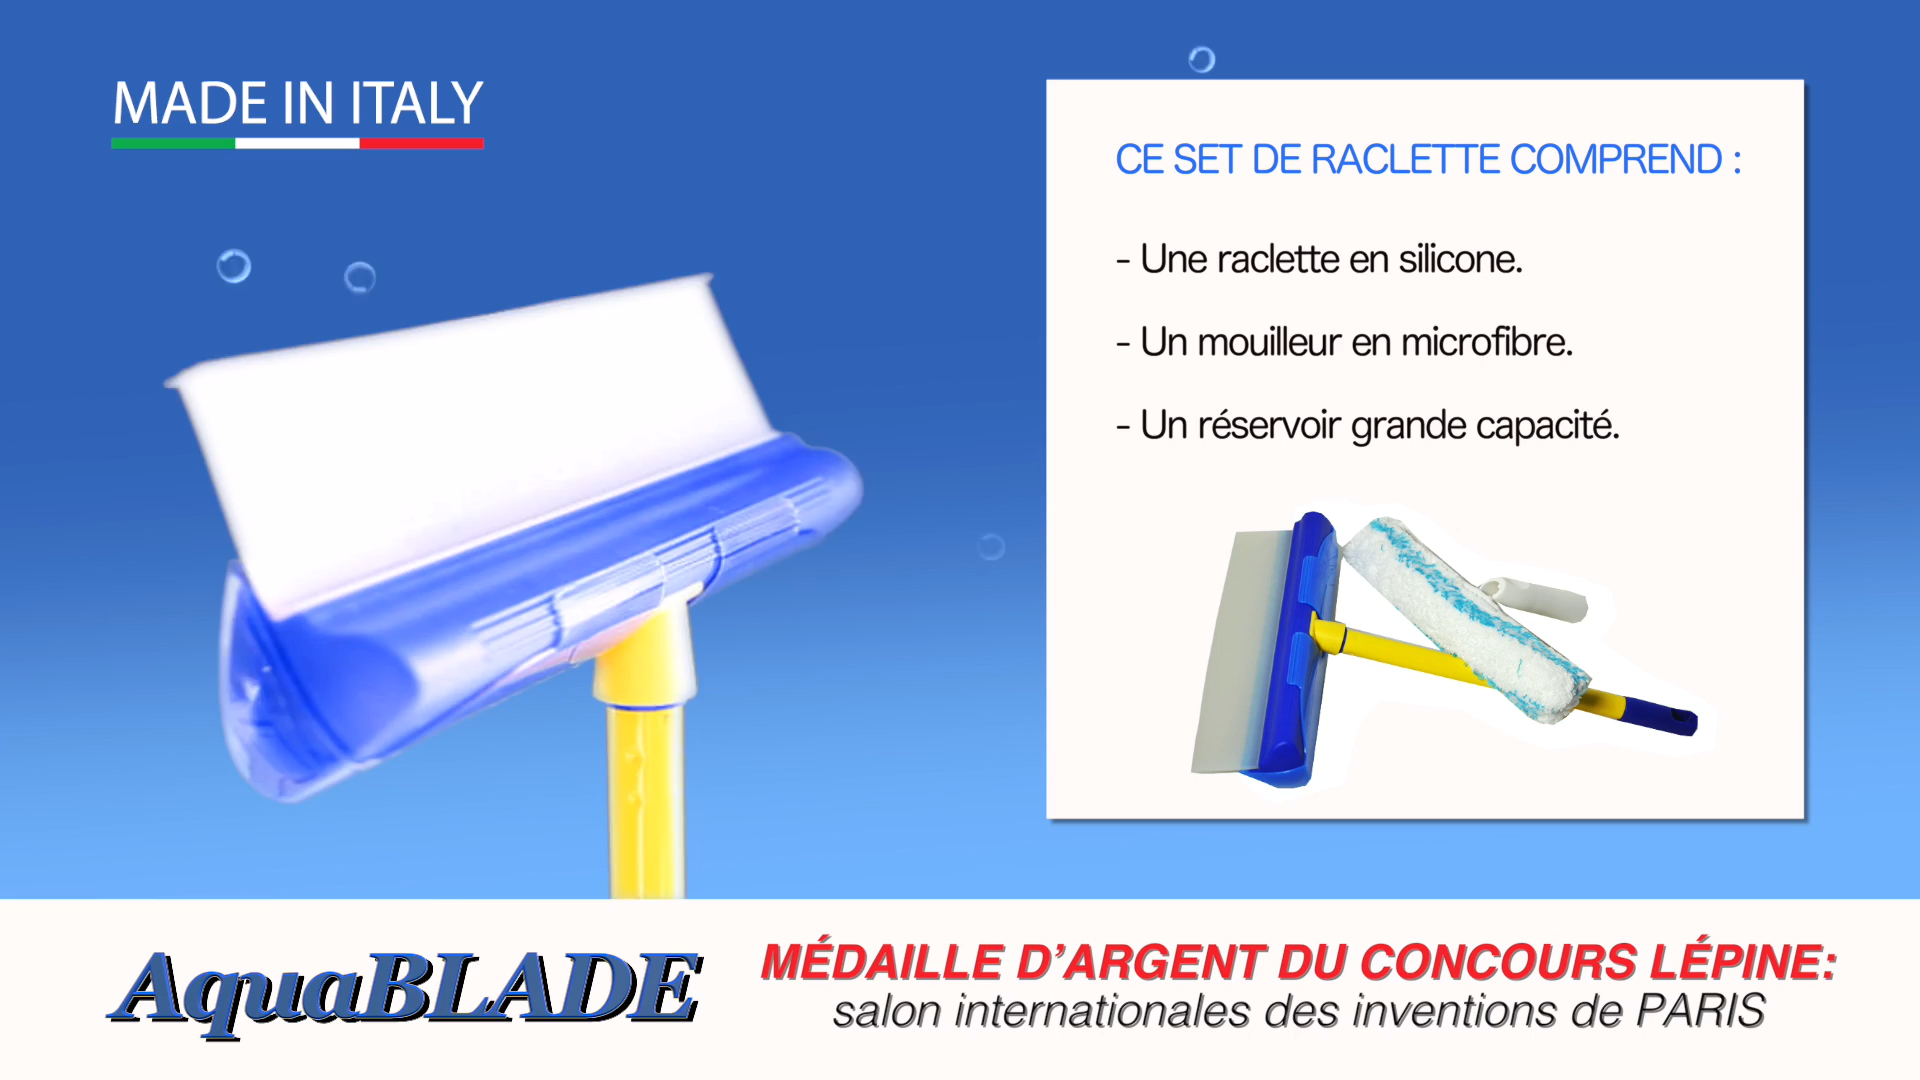 MADE IN ITALY
CE SET DE RACLETTE COMPREND :
- Une raclette en silicone.
- Un mouilleur en microfibre.
- Un réservoir grande capacité.
AquaBLADE
MÉDAILLE D'ARGENT DU CONCOURS LÉPINE:
salon internationales des inventions de PARIS